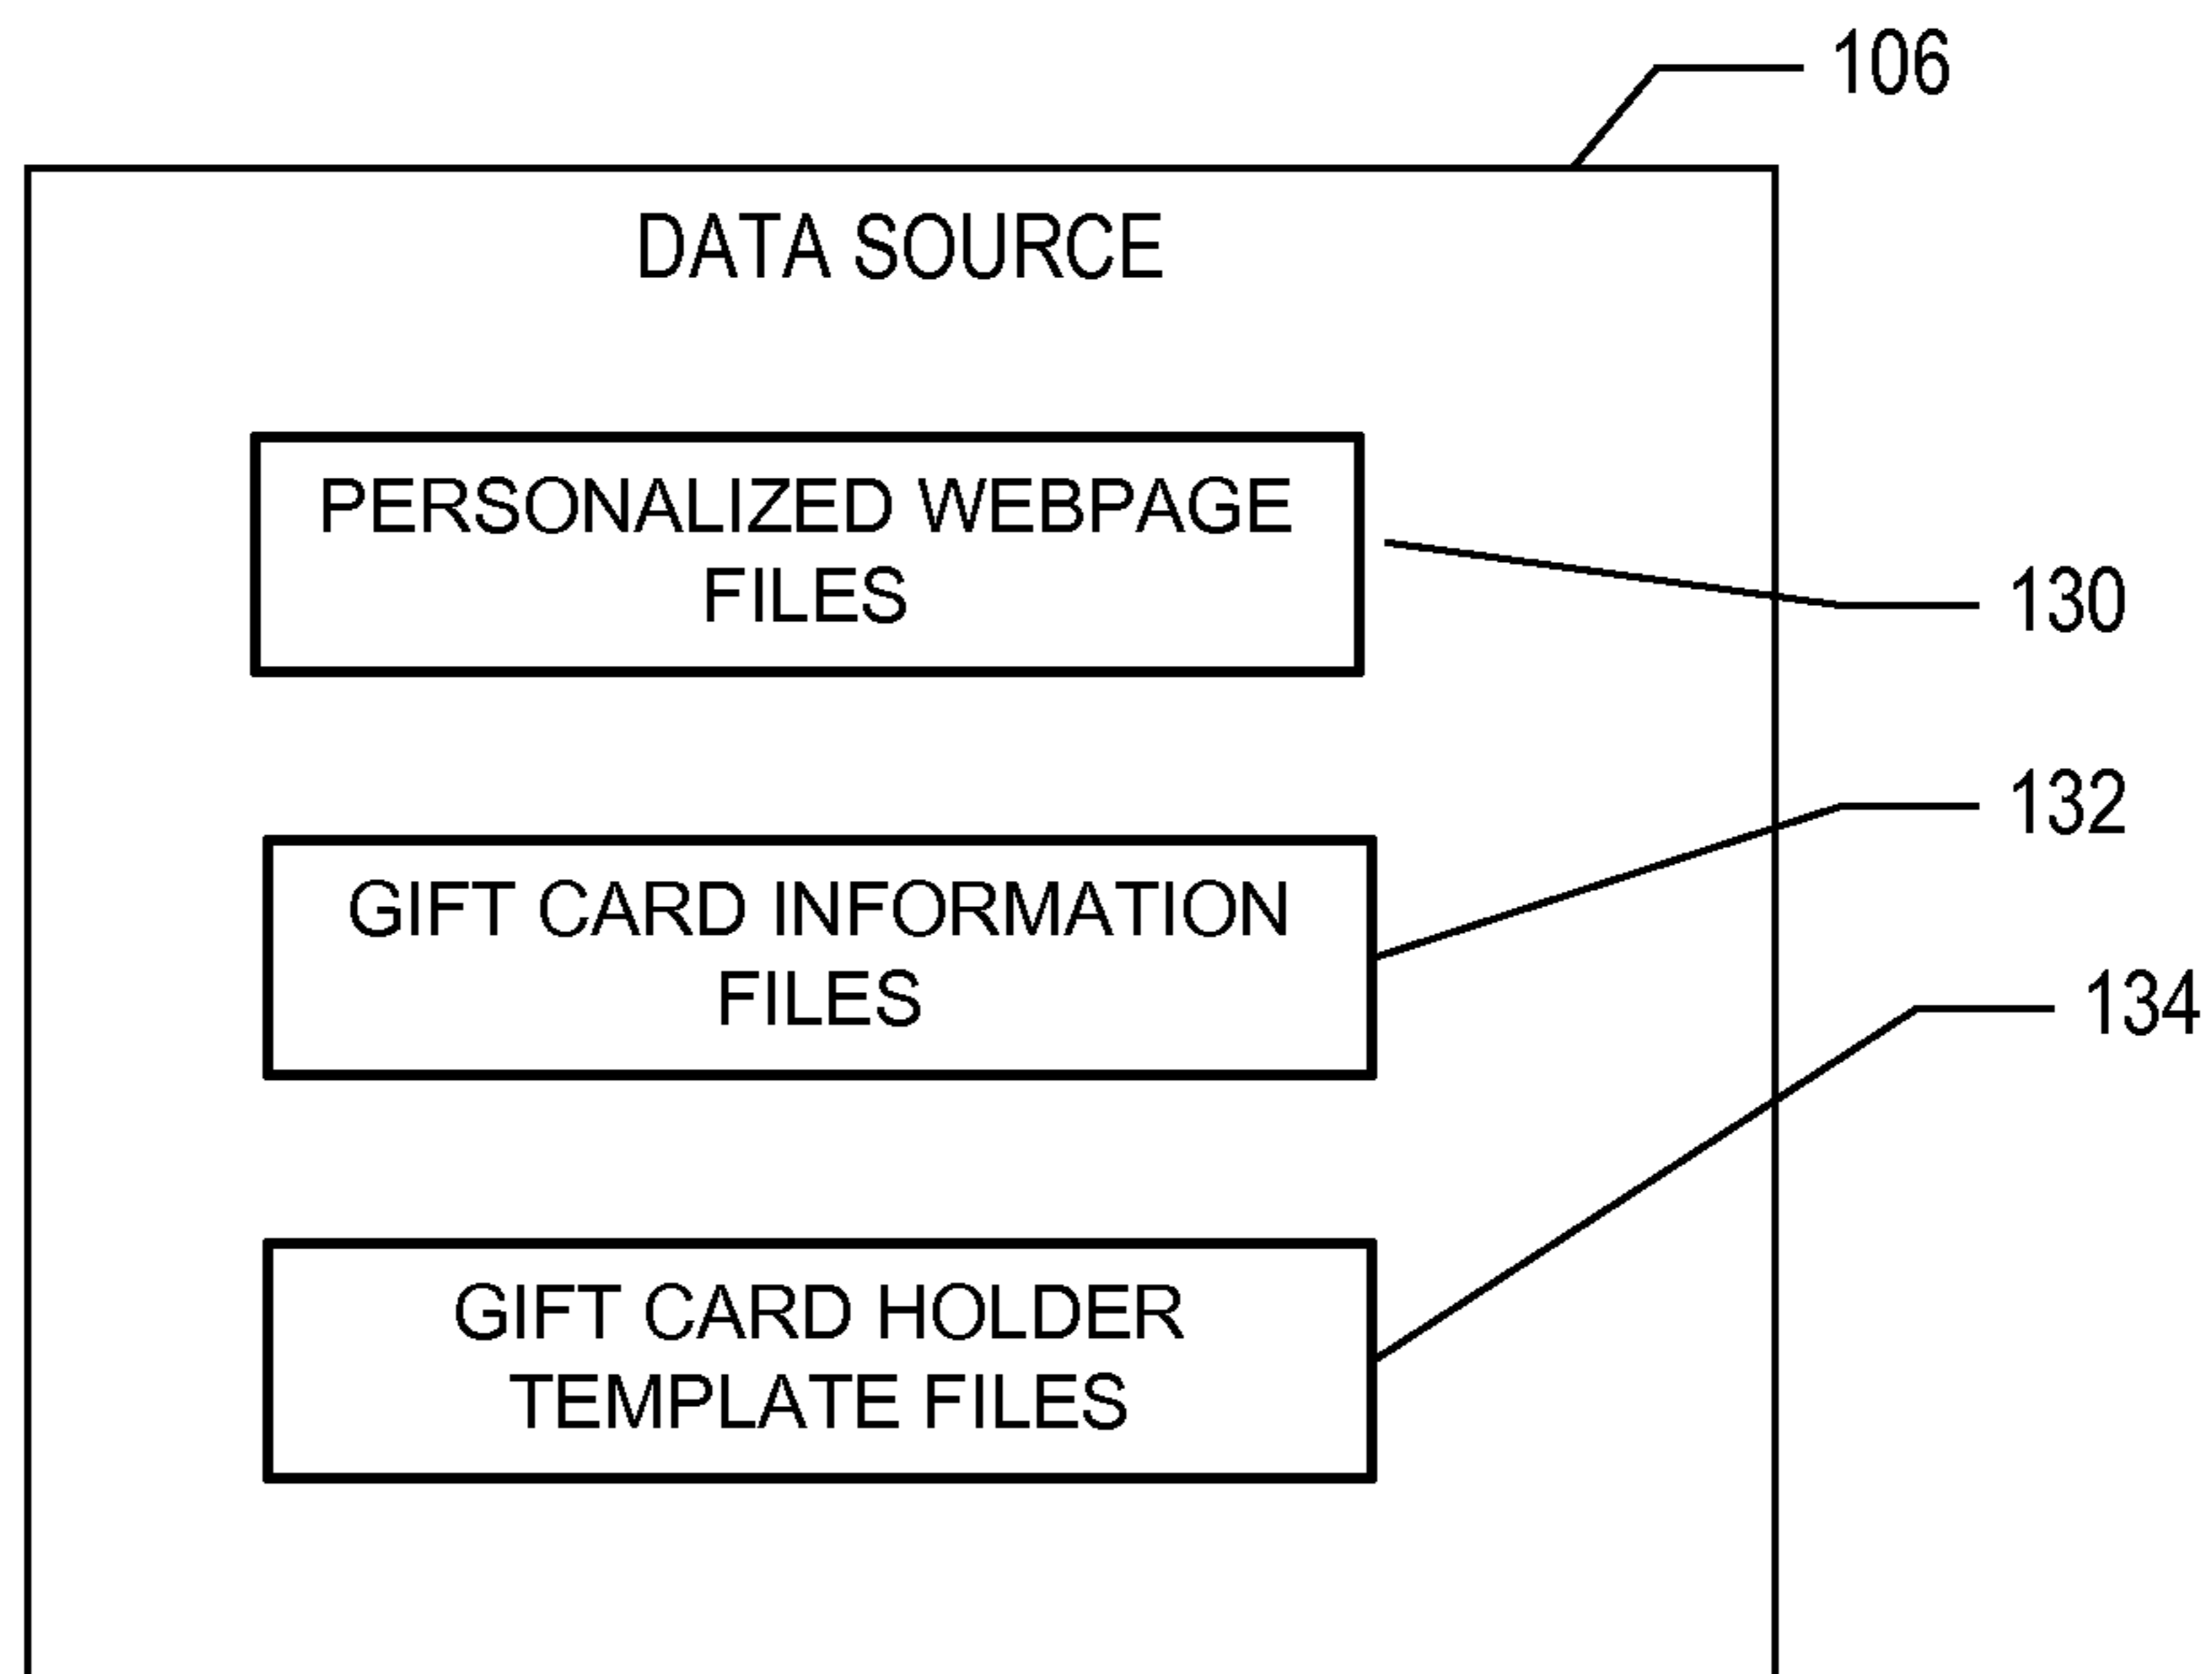 106
DATA SOURCE
PERSONALIZED WEBPAGE
FILES
130
132
GIFT CARD INFORMATION
FILES
134
GIFT CARD HOLDER
TEMPLATE FILES